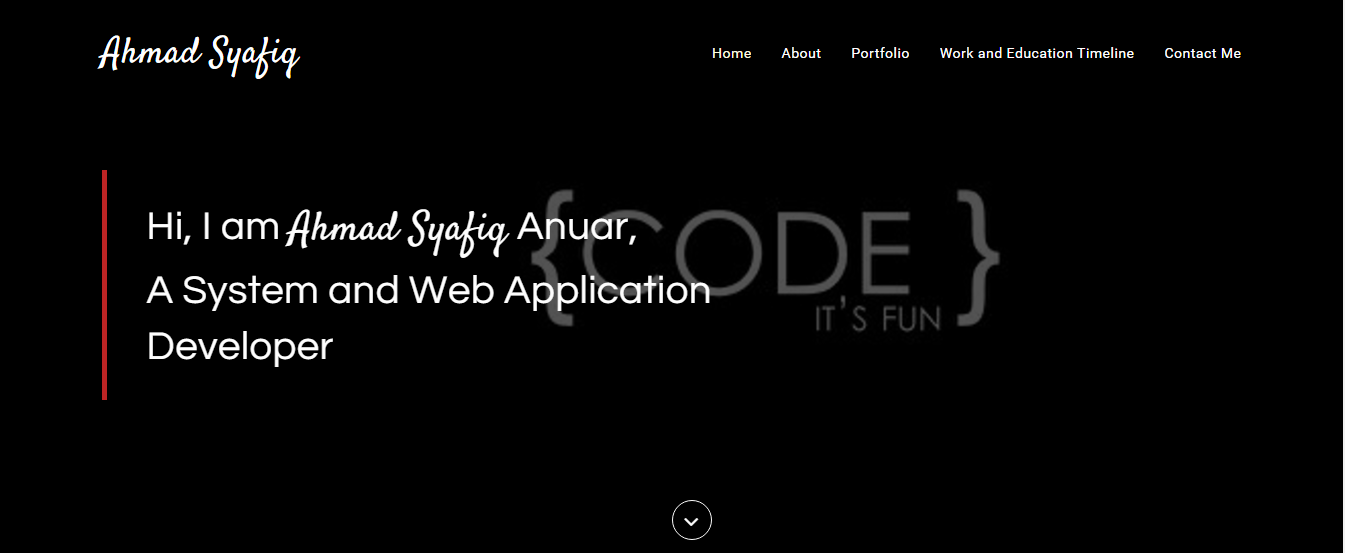 Ahmad Syafiq
Home About Portfolio Work and Education Timeline Contact Me
Hi, I am Ahmad Syafiq Anuar,
A System and Web Application
Developer
{CODE }
IT'S FUN